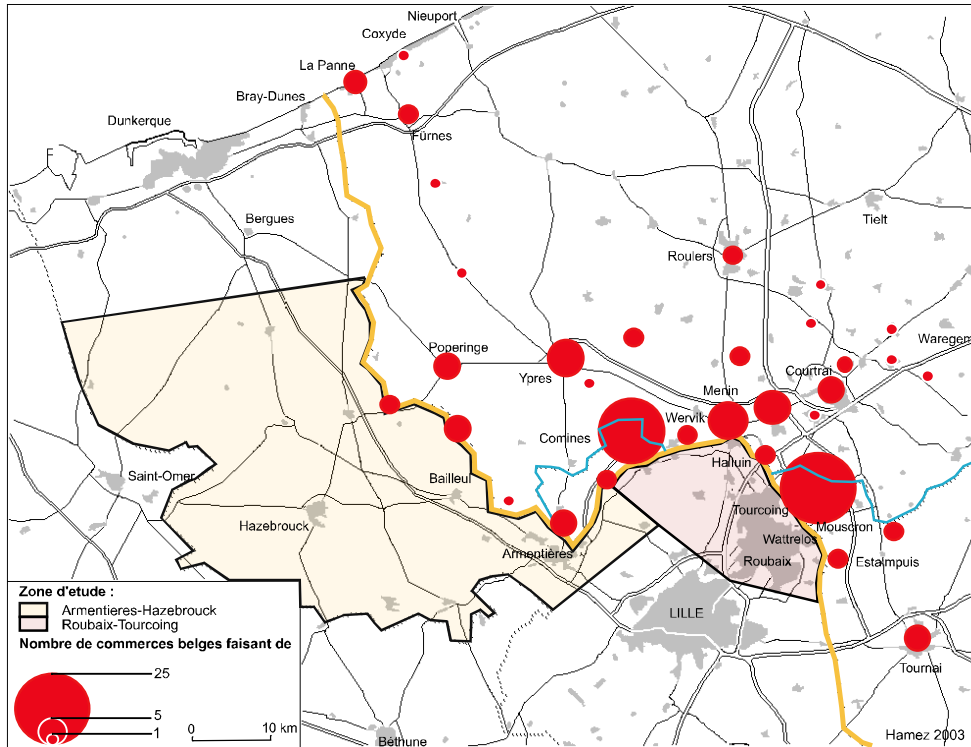 Nieuport
Coxyde
La Panne
Bray-Dunes
Dunkerque
Fürnes
Bergues
Tielt
Roulers
Poperinge
Ypres
Waregem
Courtrai
Menin
Wervik
Comines
Halluin
Bailleul
Saint-Omer
Hazebrouck
Tourcoing
Mouscron
Wattrelos
Armentières
Roubaix
Estaimpuis
LILLE
Tournai
Béthune
Zone d'etude :
Armentieres-Hazebrouck
Roubaix-Tourcoing
Nombre de commerces belges faisant de
25
5
1
0 10 km
Hamez 2003